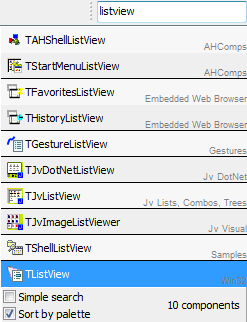 listview
TAHShellListView
AHComps
TStartMenuListView
AHComps
TFavoritesListView
Embedded Web Browser
THistoryListView
Embedded Web Browser
TGestureListView
Gestures
TJvDotNetListView
Jv DotNet
TJvListView
Jv Lists, Combos, Trees
TJvImageListViewer
Jv Visual
TShellListView
Samples
TListView
Win32
Simple search
Sort by palette
10 components